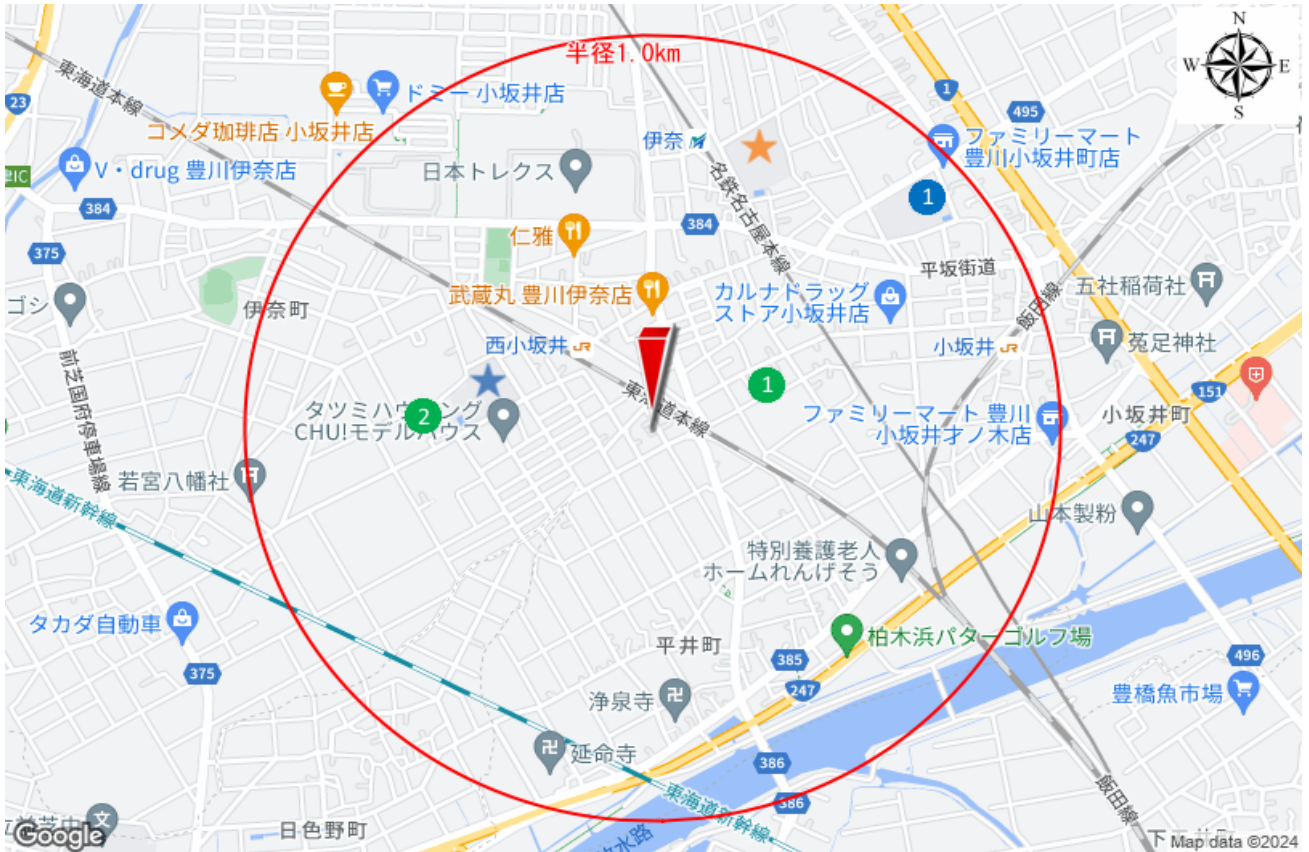 半径1.0km
N
W
E
S
東海道本線
23
コメダ珈琲店 小坂井店
ドミー 小坂井店
伊奈
1
495
ファミリーマート
豊川小坂井町店
V・drug 豊川伊奈店
IC
日本トレクス
名鉄名古屋本線
1
384
384
375
仁雅
平坂街道
飯田線
五社稲荷社
ゴシ
伊奈町
武蔵丸 豊川伊奈店
カルナドラッグ
ストア小坂井店
西小坂井
小坂井
菟足神社
前芝国府停車場線
東海道本線
1
151
2
タツミハウジング
CHU!モデルハウス
ファミリーマート 豊川
小坂井才ノ木店
小坂井町
247
若宮八幡社
東海道新幹線
山本製粉
特別養護老人
ホームれんげそう
タカダ自動車
375
平井町
柏木浜パターゴルフ場
385
247
496
浄泉寺
豊橋魚市場
延命寺
386
東海道新幹線
386
飯田線
日色野町
Google
Map data ©2024